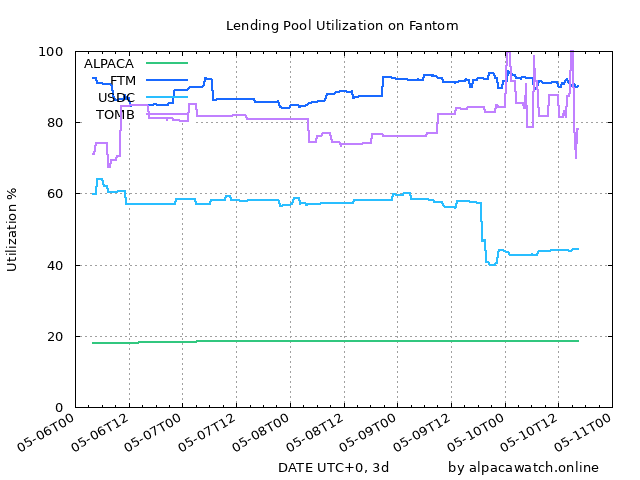 Lending Pool Utilization on Fantom
Utilization %
100
80
60
40
20
0
ALPACA
FTM
USDC
TOMB
05-06T00
05-06T12
05-07T00
05-07T12
05-08T00
05-08T12
05-09T00
05-09T12
05-10T00
05-10T12
05-11T00
DATE UTC+0, 3d
by alpacawatch.online